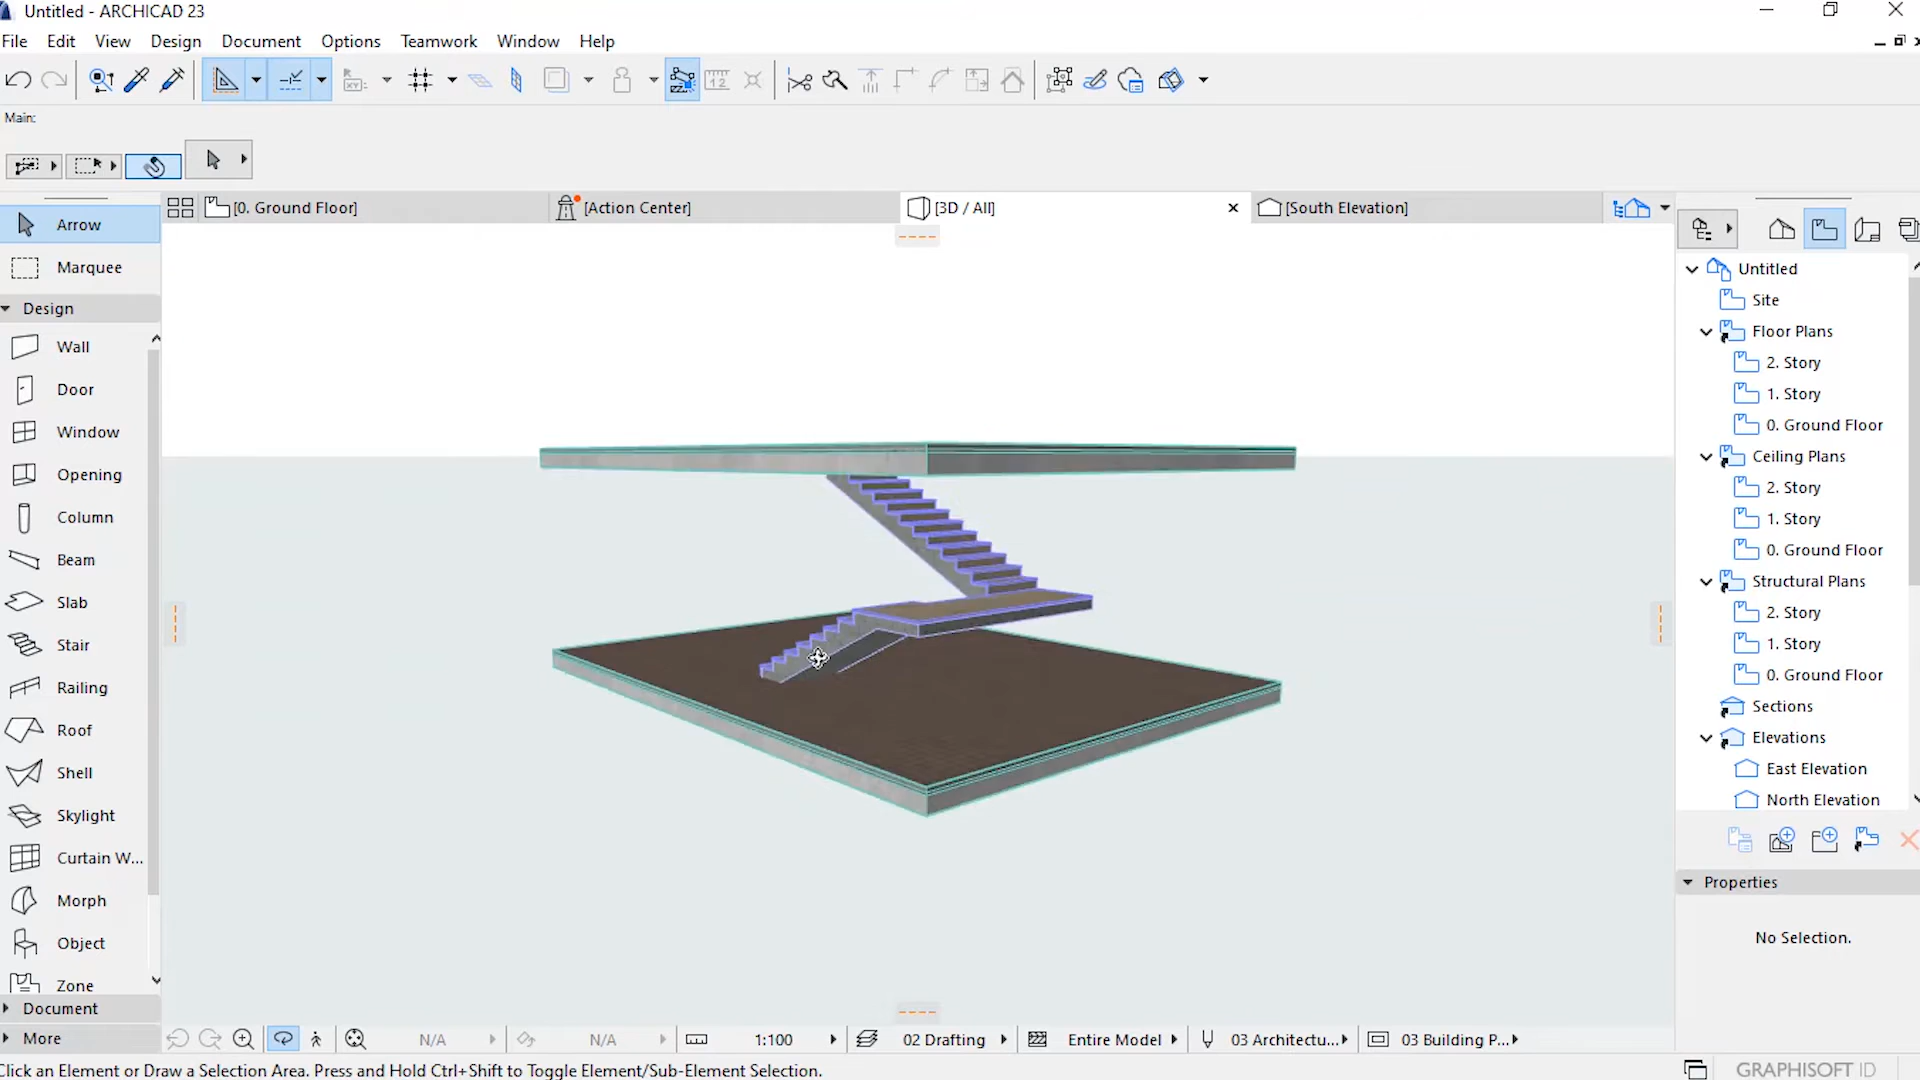 Untitled - ARCHICAD 23
File Edit View Design Document Options Teamwork Window Help
Main:
[0. Ground Floor] [Action Center] [3D / All] [South Elevation]
Arrow
Marquee
Design
Wall
Door
Window
Opening
Column
Beam
Slab
Stair
Railing
Roof
Shell
Skylight
Curtain W...
Morph
Object
Zone
Document
More
Untitled
Site
Floor Plans
2. Story
1. Story
0. Ground Floor
Ceiling Plans
2. Story
1. Story
0. Ground Floor
Structural Plans
2. Story
1. Story
0. Ground Floor
Sections
Elevations
East Elevation
North Elevation
Properties
No Selection.
N/A N/A 1:100 02 Drafting Entire Model 03 Architectu... 03 Building P...
Click an Element or Draw a Selection Area. Press and Hold Ctrl+Shift to Toggle Element/Sub-Element Selection.
GRAPHISOFT ID